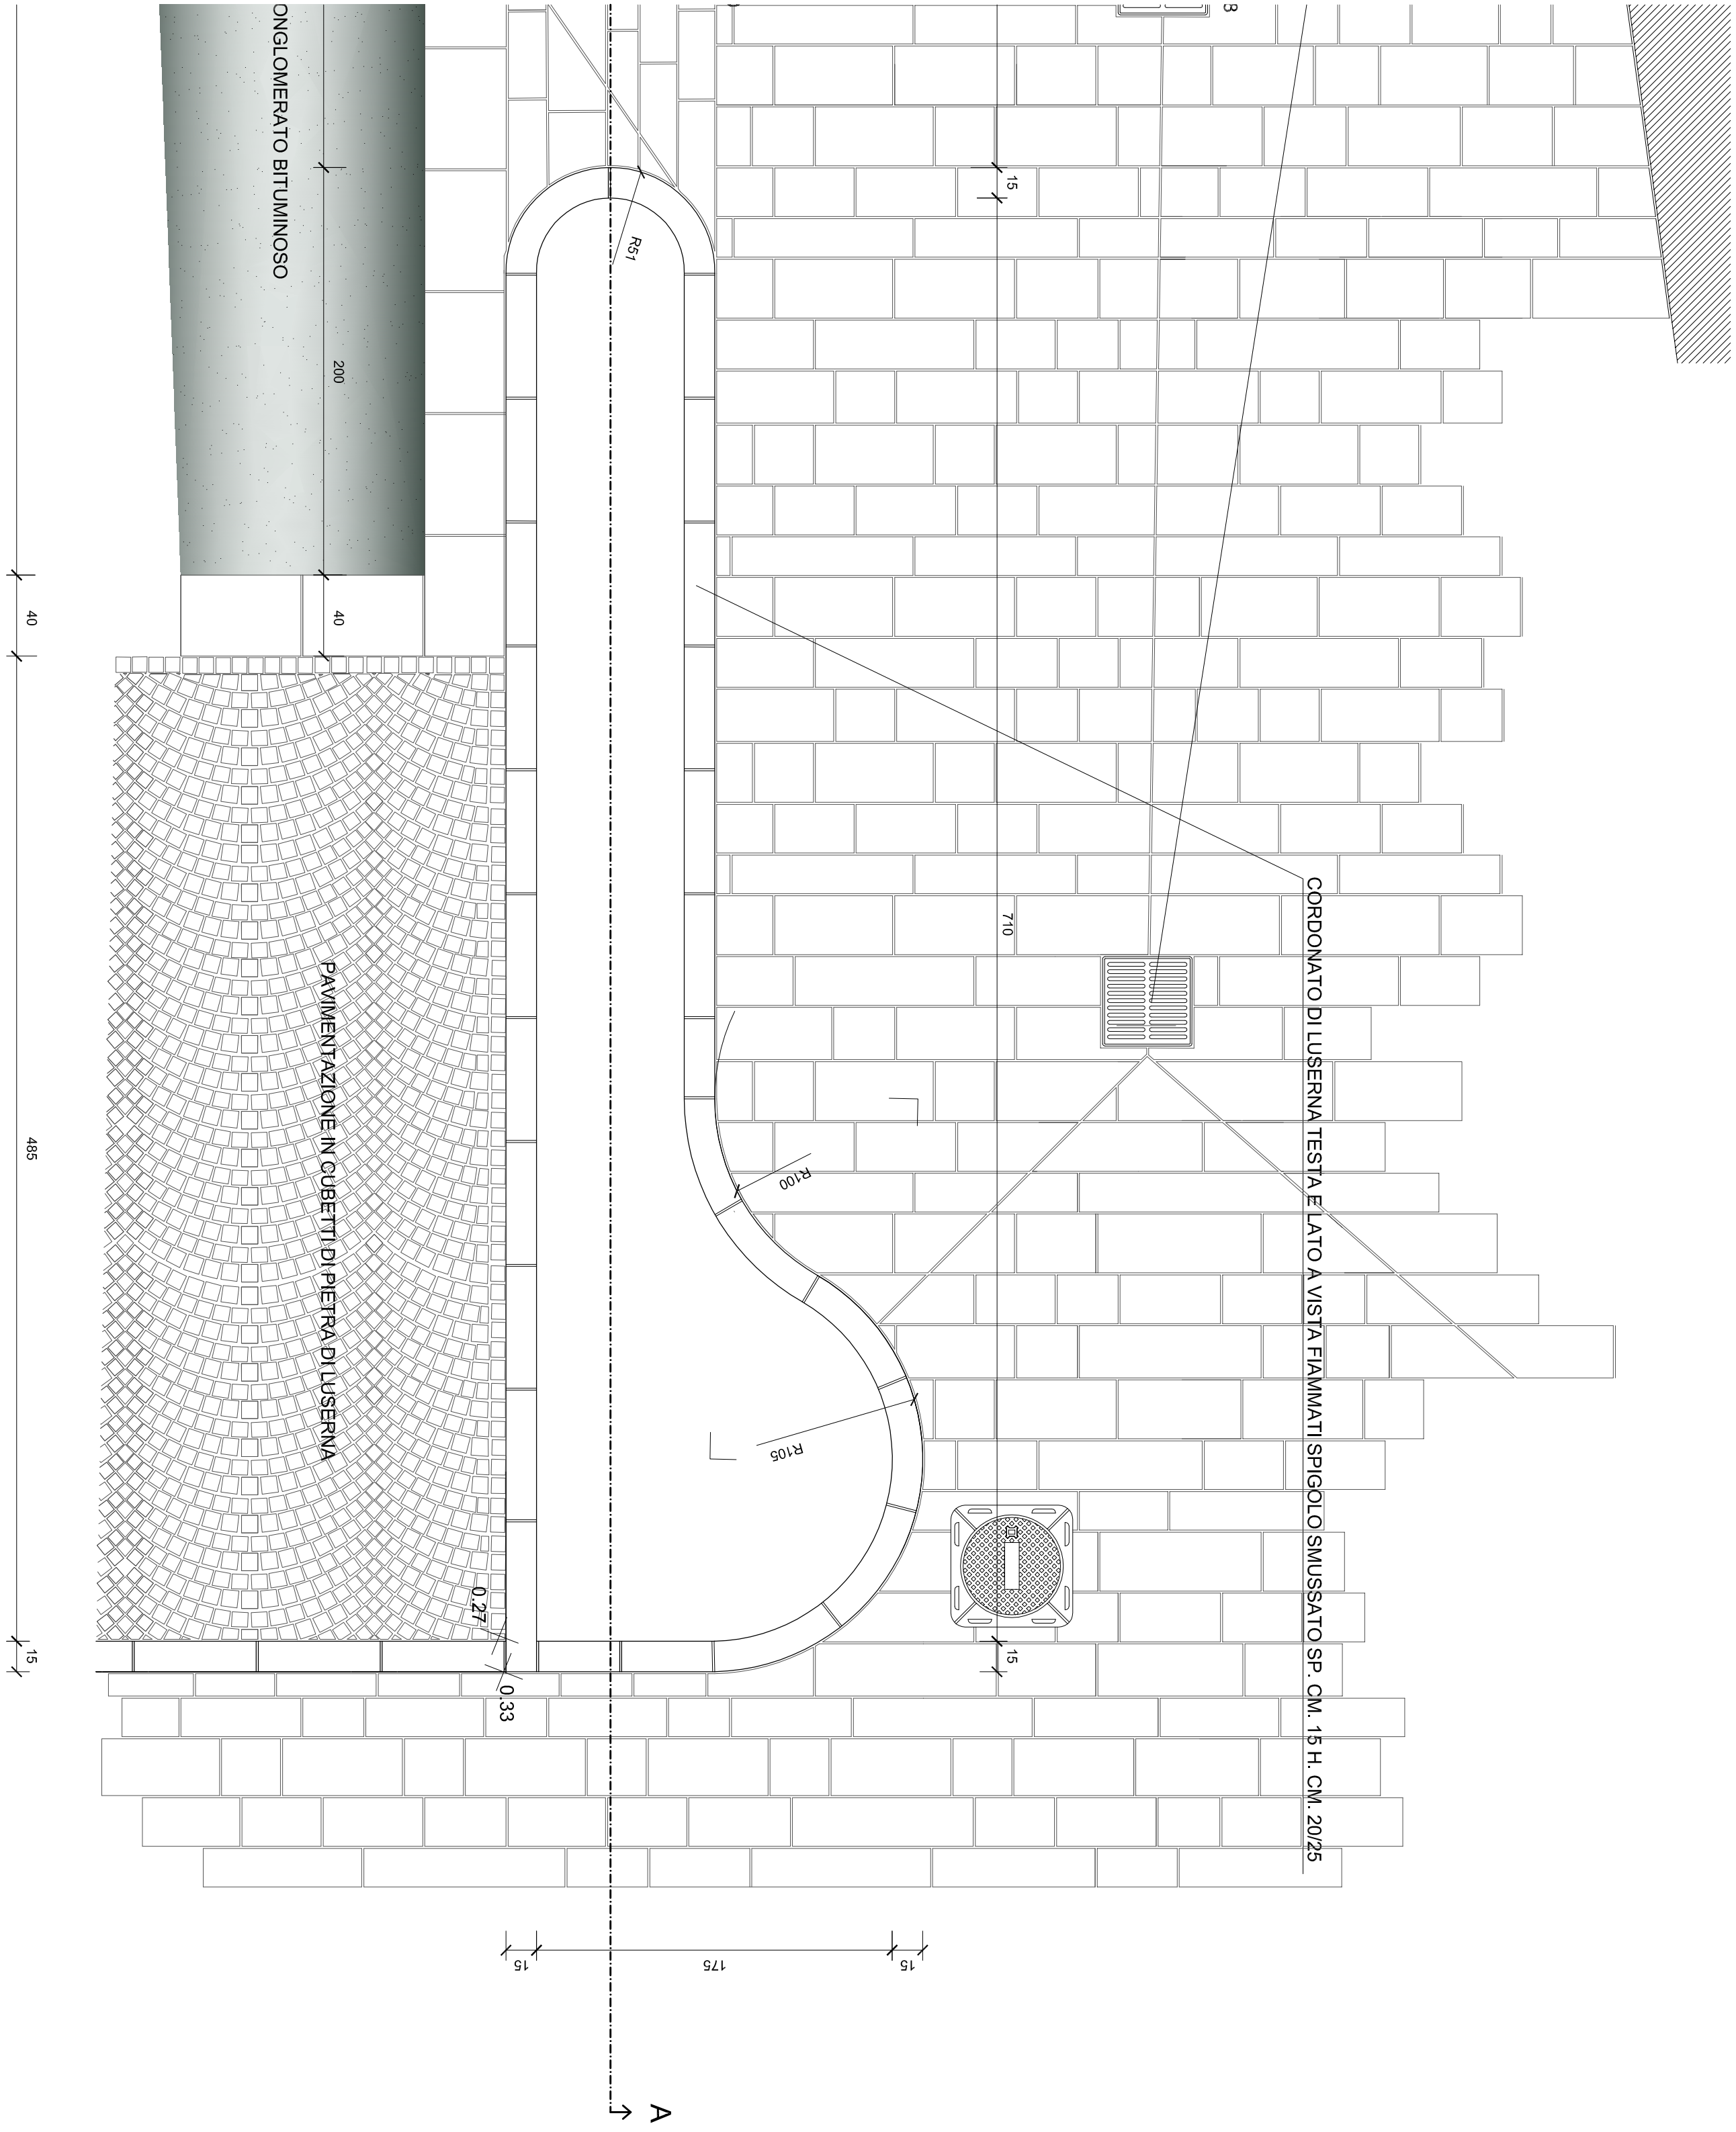 ONGLOMERATO BITUMINOSO
200
40
40
485
15
15
R51
710
CORDONATO DI LUSERNA TESTA E LATO A VISTA FIAMMATI SPIGOLO SMUSSATO SP. CM. 15 H. CM. 20/25
PAVIMENTAZIONE IN CUBETTI DI PIETRA DI LUSERNA
R100
R105
0.27
0.33
15
15
175
15
A